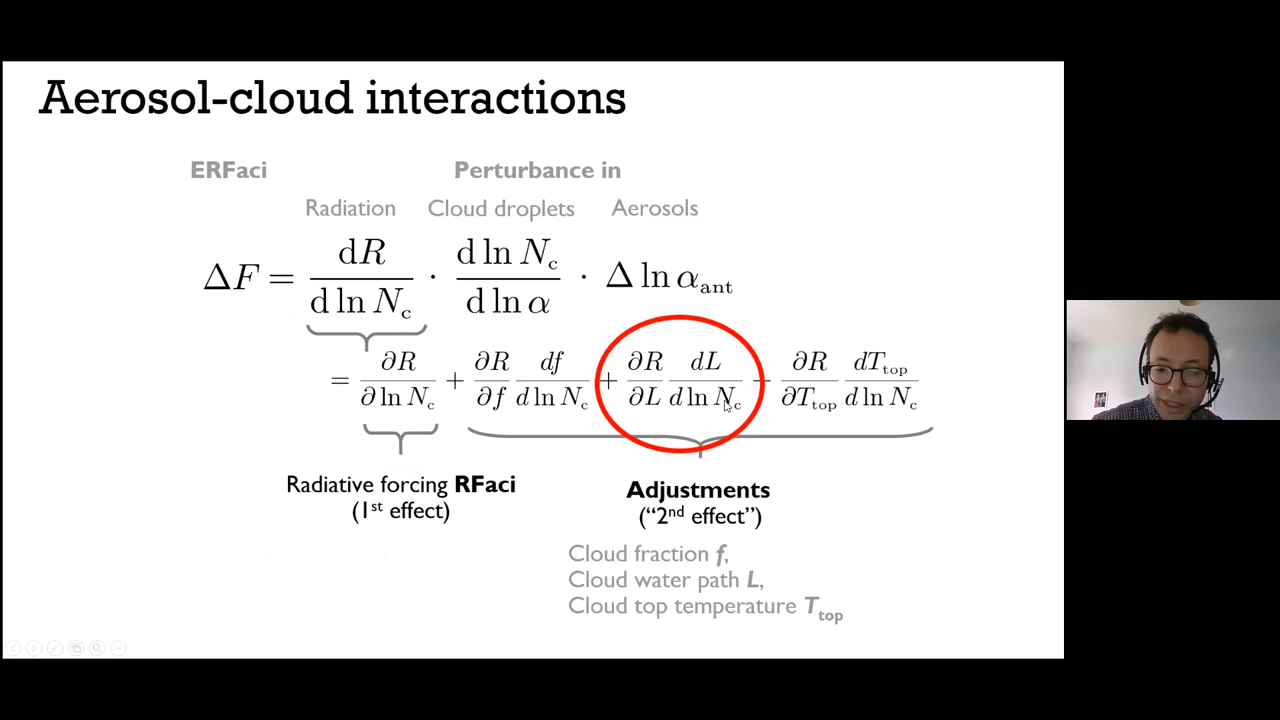 Aerosol-cloud interactions
ERFaci Perturbance in
Radiation Cloud droplets Aerosols
ΔF = dR / d ln N_c · d ln N_c / d ln α · Δ ln α_ant
= ∂R / ∂ ln N_c + ∂R / ∂f df / d ln N_c + ∂R / ∂L dL / d ln N_c + ∂R / ∂T_top dT_top / d ln N_c
Radiative forcing RFaci
(1st effect)
Adjustments
(“2nd effect”)
Cloud fraction f,
Cloud water path L,
Cloud top temperature T_top